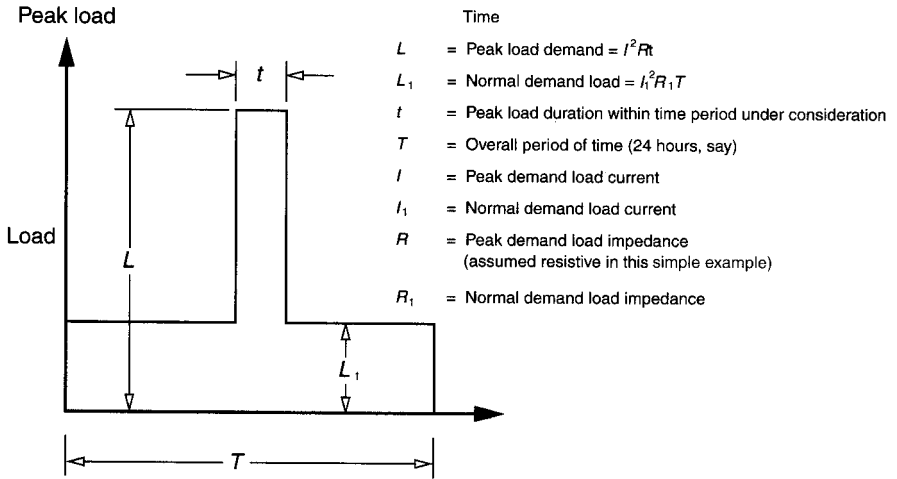 Peak load
Time
L = Peak load demand = I²Rt
L₁ = Normal demand load = I₁²R₁T
t = Peak load duration within time period under consideration
T = Overall period of time (24 hours, say)
I = Peak demand load current
I₁ = Normal demand load current
R = Peak demand load impedance
(assumed resistive in this simple example)
R₁ = Normal demand load impedance
t
Load
L
L₁
T